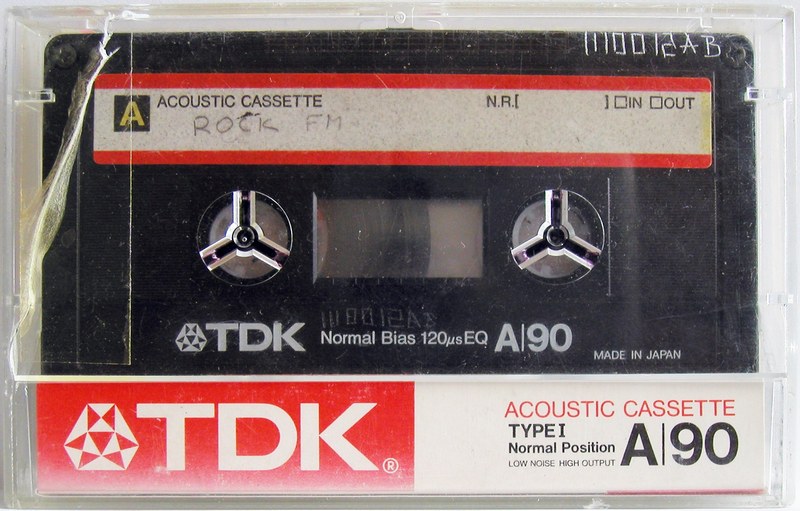 1110012AB
A ACOUSTIC CASSETTE N.R.[ ] IN OUT
ROCK FM
TDK Normal Bias 120µs EQ A|90
MADE IN JAPAN
TDK®
ACOUSTIC CASSETTE
TYPE I
Normal Position A|90
LOW NOISE HIGH OUTPUT